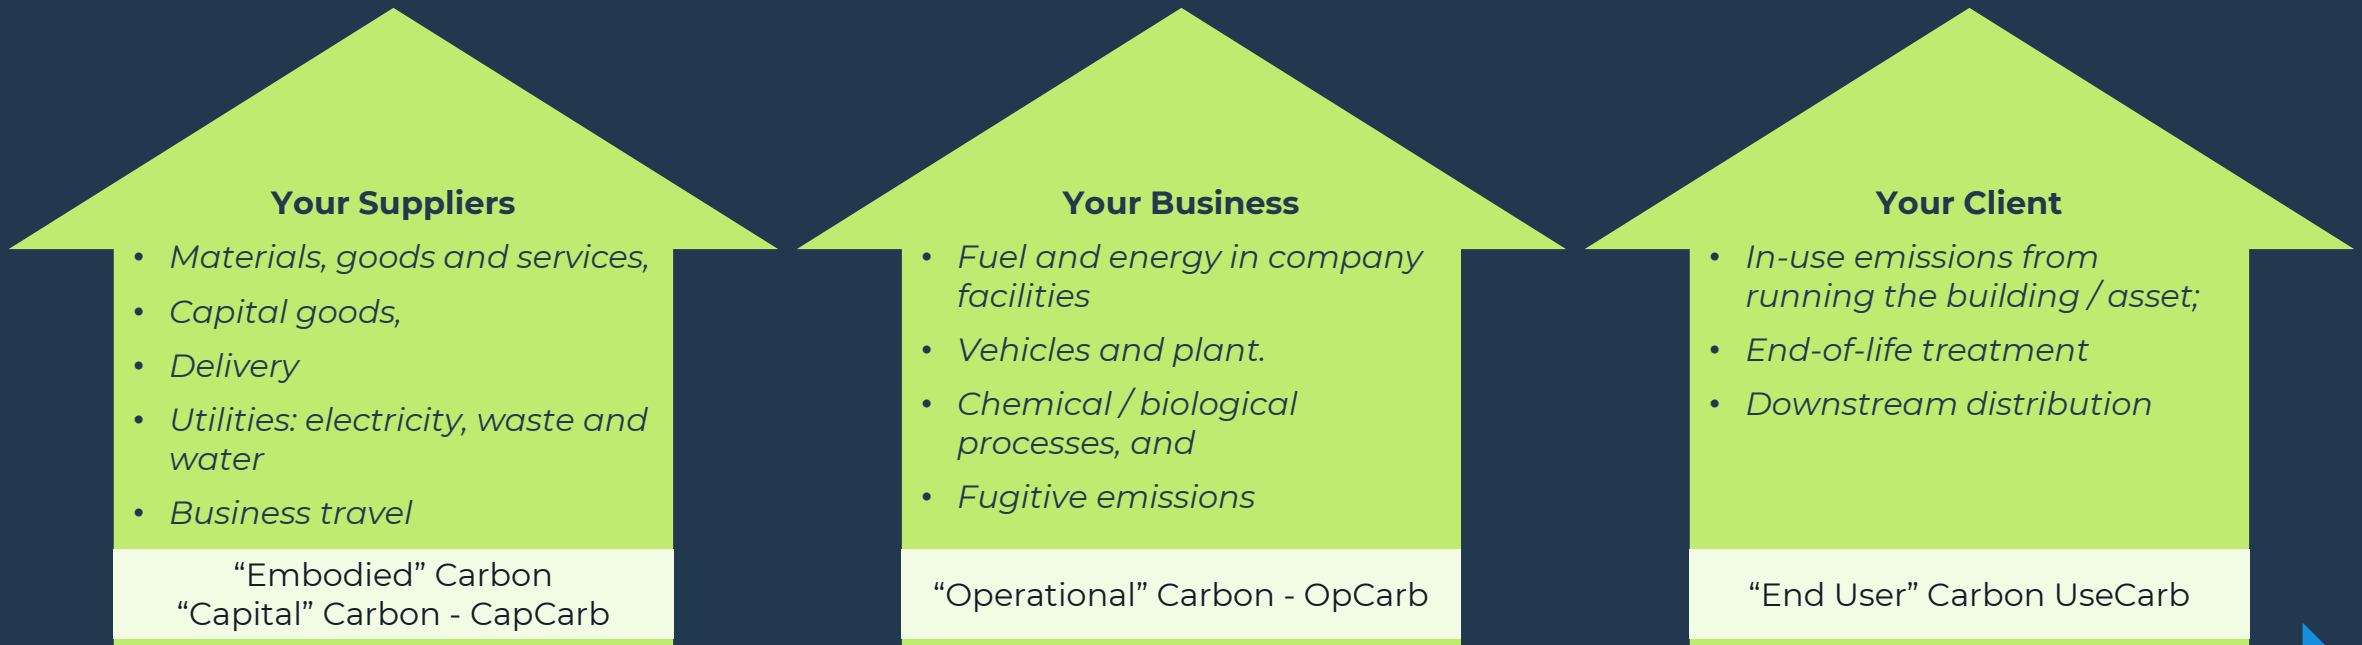 Your Suppliers
• Materials, goods and services,
• Capital goods,
• Delivery
• Utilities: electricity, waste and
water
• Business travel
“Embodied” Carbon
“Capital” Carbon - CapCarb
Your Business
• Fuel and energy in company
facilities
• Vehicles and plant.
• Chemical / biological
processes, and
• Fugitive emissions
“Operational” Carbon - OpCarb
Your Client
• In-use emissions from
running the building / asset;
• End-of-life treatment
• Downstream distribution
“End User” Carbon UseCarb